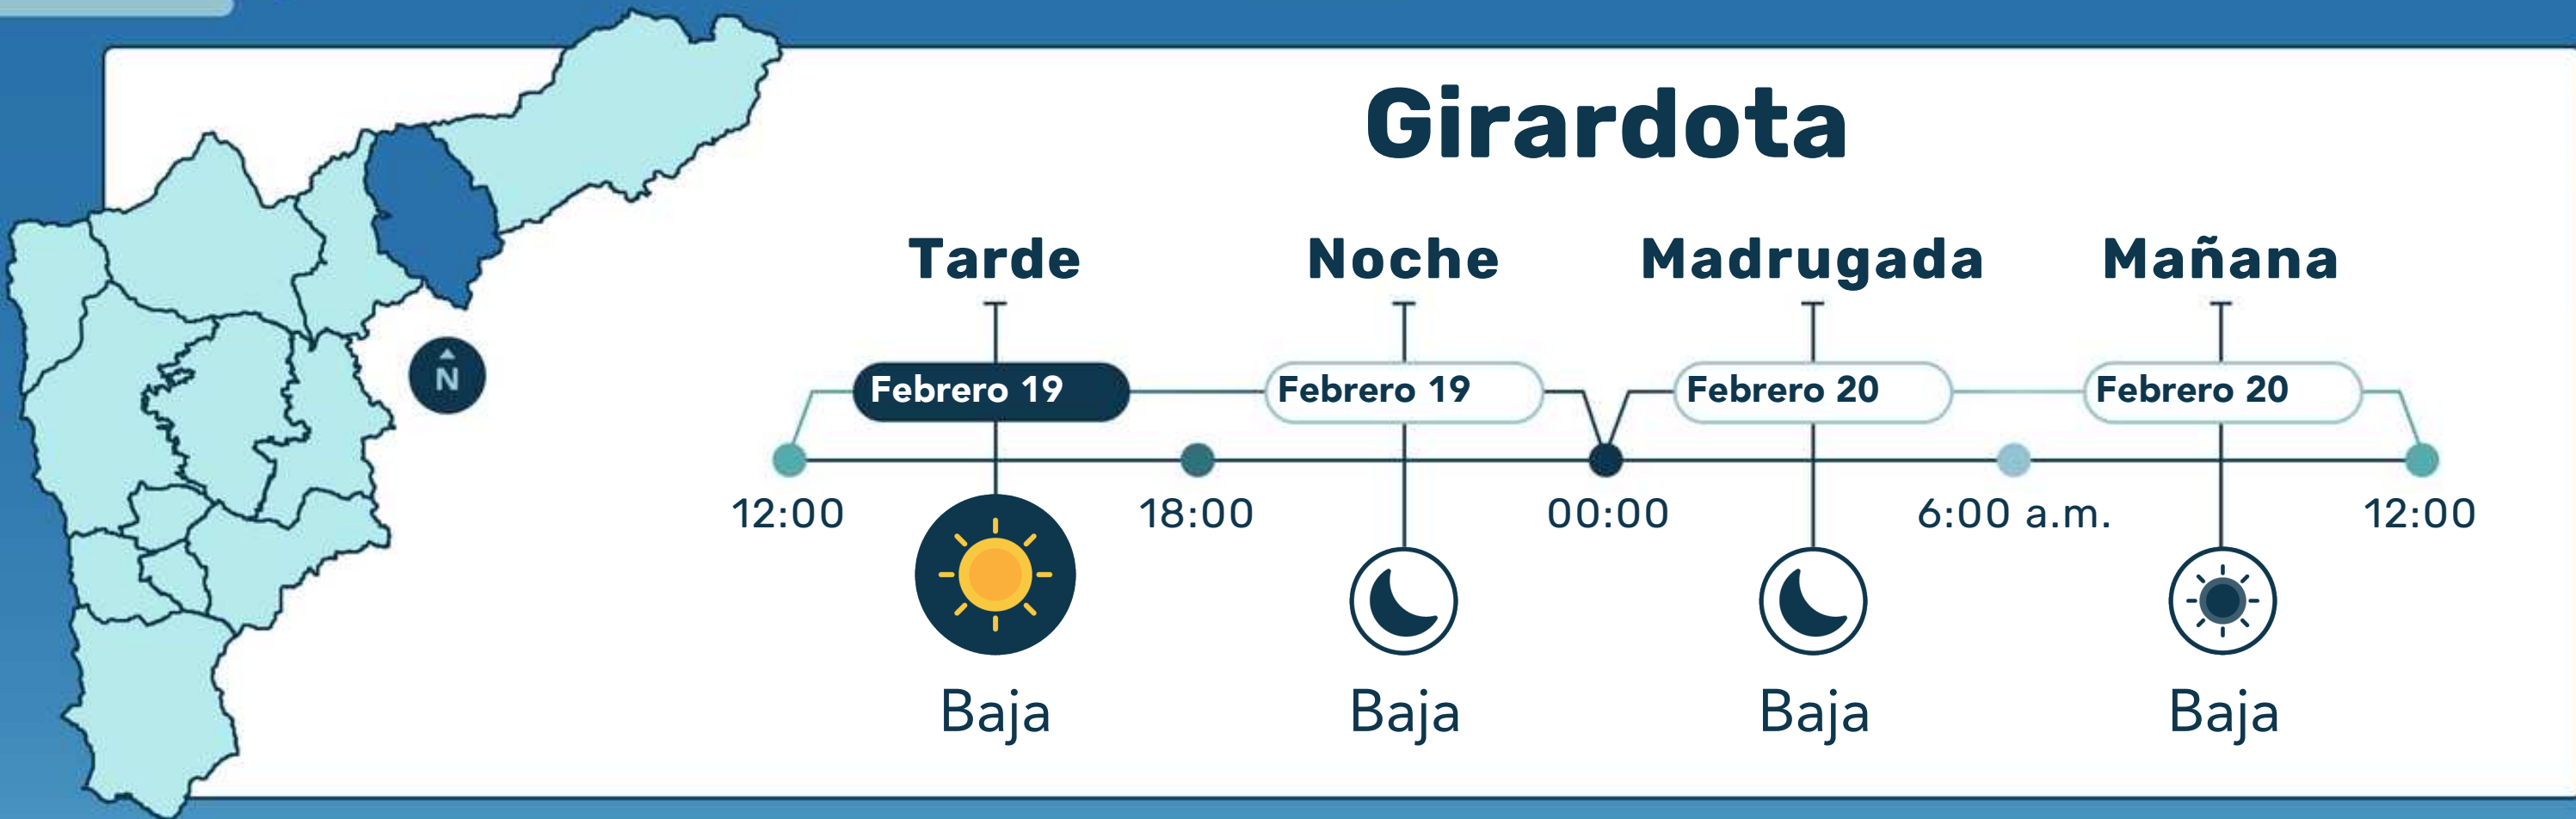 Girardota
Tarde
Noche
Madrugada
Mañana
Febrero 19
Febrero 19
Febrero 20
Febrero 20
N
12:00
18:00
00:00
6:00 a.m.
12:00
Baja
Baja
Baja
Baja